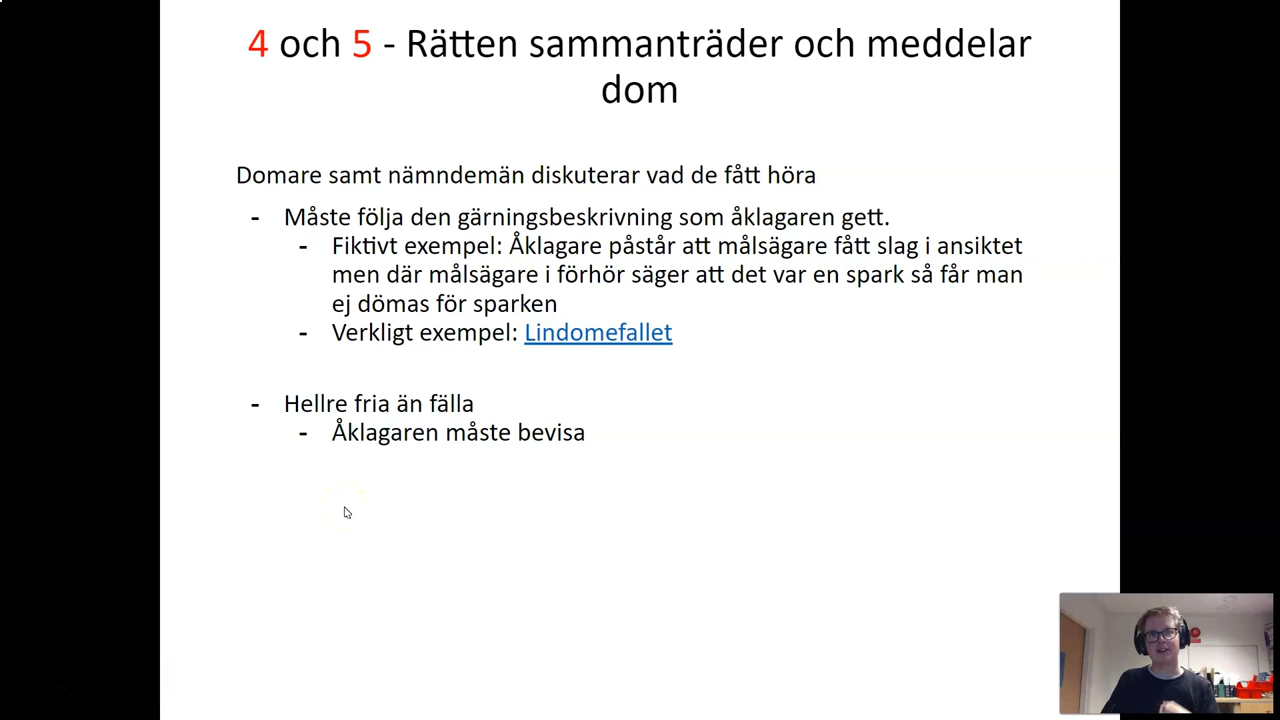 4 och 5 - Rätten sammanträder och meddelar
dom
Domare samt nämndemän diskuterar vad de fått höra
- Måste följa den gärningsbeskrivning som åklagaren gett.
- Fiktivt exempel: Åklagare påstår att målsägare fått slag i ansiktet
men där målsägare i förhör säger att det var en spark så får man
ej dömas för sparken
- Verkligt exempel: Lindomefallet
- Hellre fria än fälla
- Åklagaren måste bevisa